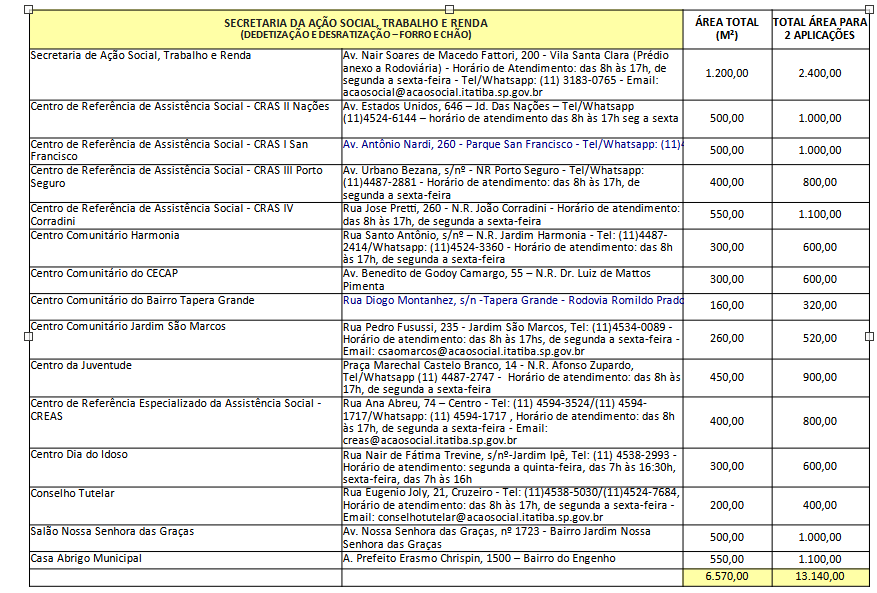 SECRETARIA DA AÇÃO SOCIAL, TRABALHO E RENDA
(DEDETIZAÇÃO E DESRATIZAÇÃO – FORRO E CHÃO)
ÁREA TOTAL
(M²)
TOTAL ÁREA PARA
2 APLICAÇÕES
Secretaria de Ação Social, Trabalho e Renda
Av. Nair Soares de Macedo Fattori, 200 - Vila Santa Clara (Prédio
anexo a Rodoviária) - Horário de Atendimento: das 8h às 17h, de
segunda a sexta-feira - Tel/Whatsapp: (11) 3183-0765 - Email:
acaosocial@acaosocial.itatiba.sp.gov.br
1.200,00
2.400,00
Centro de Referência de Assistência Social - CRAS II Nações
Av. Estados Unidos, 646 – Jd. Das Nações – Tel/Whatsapp
(11)4524-6144 – horário de atendimento das 8h às 17h seg a sexta
500,00
1.000,00
Centro de Referência de Assistência Social - CRAS I San
Francisco
Av. Antônio Nardi, 260 - Parque San Francisco - Tel/Whatsapp: (11)4
500,00
1.000,00
Centro de Referência de Assistência Social - CRAS III Porto
Seguro
Av. Urbano Bezana, s/nº - NR Porto Seguro - Tel/Whatsapp:
(11)4487-2881 - Horário de atendimento: das 8h às 17h, de
segunda a sexta-feira
400,00
800,00
Centro de Referência de Assistência Social - CRAS IV
Corradini
Rua Jose Pretti, 260 - N.R. João Corradini - Horário de atendimento:
das 8h às 17h, de segunda a sexta-feira
550,00
1.100,00
Centro Comunitário Harmonia
Rua Santo Antônio, s/nº – N.R. Jardim Harmonia - Tel: (11)4487-
2414/Whatsapp: (11)4524-3360 - Horário de atendimento: das 8h
às 17h, de segunda a sexta-feira
300,00
600,00
Centro Comunitário do CECAP
Av. Benedito de Godoy Camargo, 55 – N.R. Dr. Luiz de Mattos
Pimenta
300,00
600,00
Centro Comunitário do Bairro Tapera Grande
Rua Diogo Montanhez, s/n -Tapera Grande - Rodovia Romildo Prado
160,00
320,00
Centro Comunitário Jardim São Marcos
Rua Pedro Fusussi, 235 - Jardim São Marcos, Tel: (11)4534-0089 -
Horário de atendimento: das 8h às 17hs, de segunda a sexta-feira -
Email: csaomarcos@acaosocial.itatiba.sp.gov.br
260,00
520,00
Centro da Juventude
Praça Marechal Castelo Branco, 14 - N.R. Afonso Zupardo,
Tel/Whatsapp (11) 4487-2747 - Horário de atendimento: das 8h às
17h, de segunda a sexta-feira
450,00
900,00
Centro de Referência Especializado da Assistência Social -
CREAS
Rua Ana Abreu, 74 – Centro - Tel: (11) 4594-3524/(11) 4594-
1717/Whatsapp: (11) 4594-1717 , Horário de atendimento: das 8h
às 17h, de segunda a sexta-feira - Email:
creas@acaosocial.itatiba.sp.gov.br
400,00
800,00
Centro Dia do Idoso
Rua Nair de Fátima Trevine, s/nº-Jardim Ipê, Tel: (11) 4538-2993 -
Horário de atendimento: segunda a quinta-feira, das 7h às 16:30h,
sexta-feira, das 7h às 16h
300,00
600,00
Conselho Tutelar
Rua Eugenio Joly, 21, Cruzeiro - Tel: (11)4538-5030/(11)4524-7684,
Horário de atendimento: das 8h às 17h, de segunda a sexta-feira -
Email: conselhotutelar@acaosocial.itatiba.sp.gov.br
200,00
400,00
Salão Nossa Senhora das Graças
Av. Nossa Senhora das Graças, nº 1723 - Bairro Jardim Nossa
Senhora das Graças
500,00
1.000,00
Casa Abrigo Municipal
A. Prefeito Erasmo Chrispin, 1500 – Bairro do Engenho
550,00
1.100,00
6.570,00
13.140,00